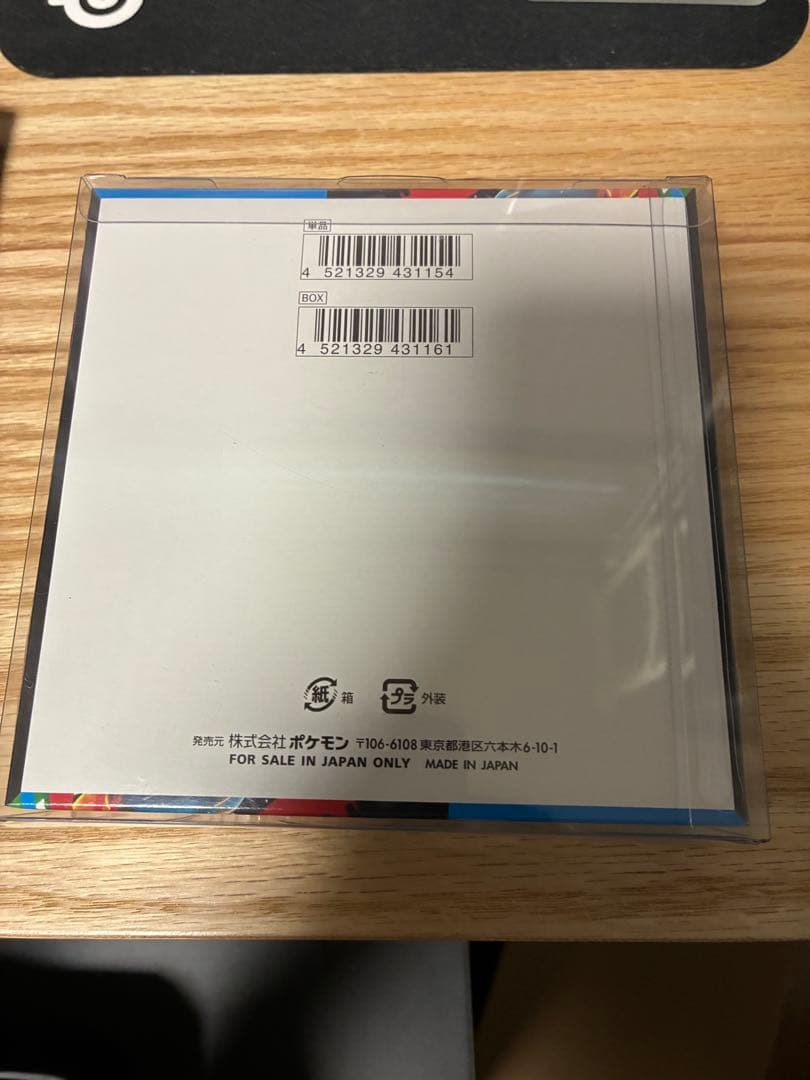 単品
4 521329 431154
BOX
4 521329 431161
紙 箱 プラ 外装
発売元 株式会社 ポケモン 〒106-6108 東京都港区六本木6-10-1
FOR SALE IN JAPAN ONLY MADE IN JAPAN